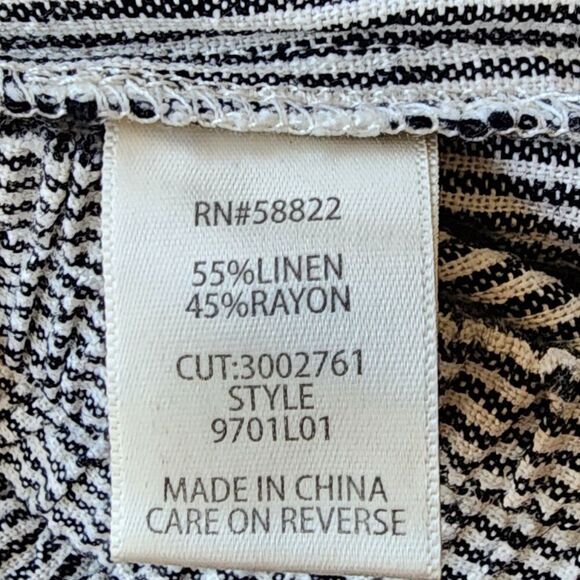 RN#58822
55%LINEN
45%RAYON
CUT:3002761
STYLE
9701L01
MADE IN CHINA
CARE ON REVERSE